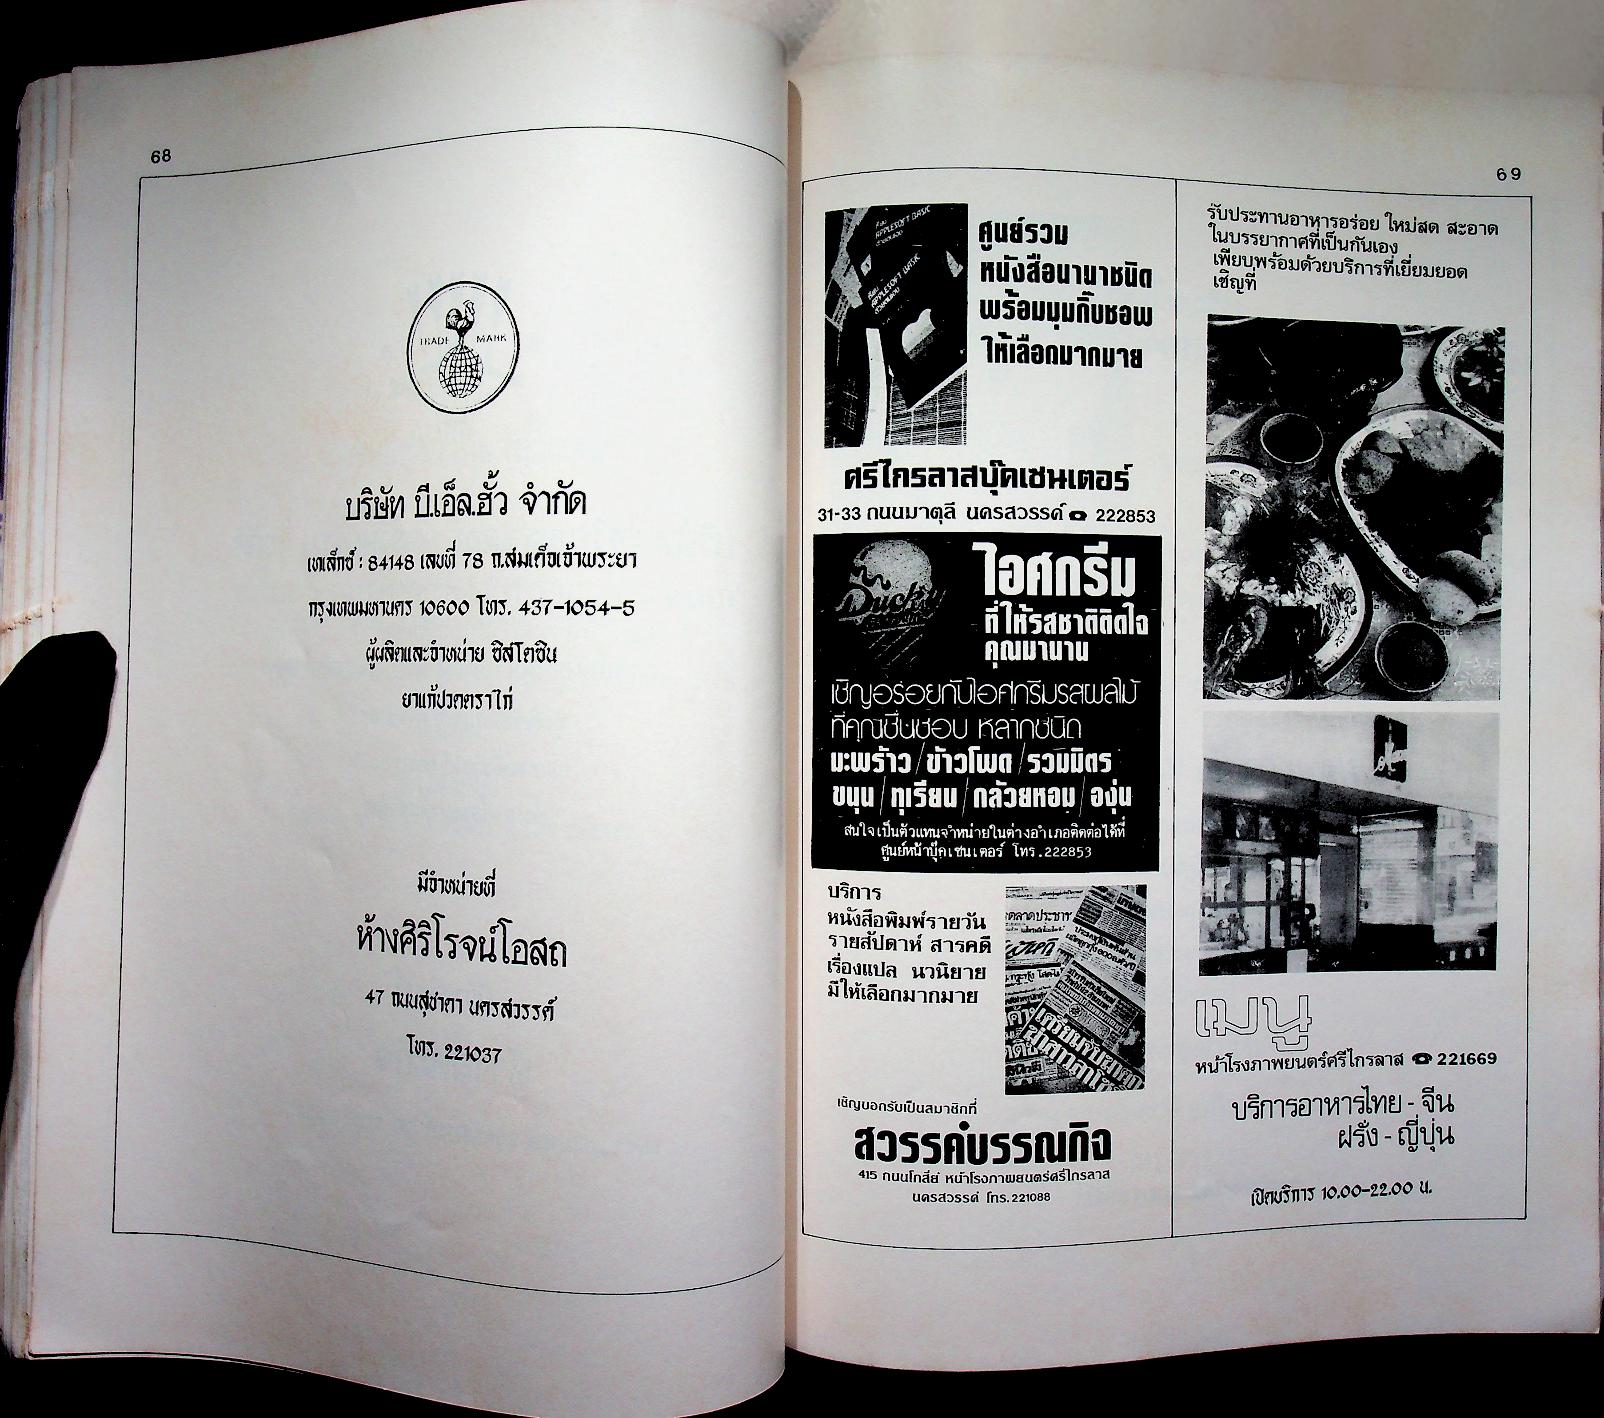 68
TRADE MARK
บริษัท บี.เอ็ล.ฮั้ว จำกัด
เทเล็กซ์ : 84148 เลขที่ 78 ถ.สมเด็จเจ้าพระยา
กรุงเทพมหานคร 10600 โทร. 437-1054-5
ผู้ผลิตและจำหน่าย ซิสโตซิน
ยาแก้ปวดตราไก่
มีจำหน่ายที่
ห้างศิริโรจน์โอสถ
47 ถนนสุชาดา นครสวรรค์
โทร. 221037
69
APPLESOFT BASIC
APPLESOFT BASIC
ศูนย์รวม
หนังสือนานาชนิด
พร้อมมุมกิ๊บชอพ
ให้เลือกมากมาย
ศรีไกรลาสบุ๊คเซนเตอร์
31-33 ถนนมาตุลี นครสวรรค์ ☎ 222853
Ducky
ไอศกรีม
ที่ให้รสชาติติดใจ
คุณมานาน
เชิญอร่อยกับไอศกรีมรสผลไม้
ที่คุณชื่นชอบ หลากชนิด
มะพร้าว/ข้าวโพด/รวมมิตร
ขนุน/ทุเรียน/กล้วยหอม/องุ่น
สนใจเป็นตัวแทนจำหน่ายในต่างอำเภอติดต่อได้ที่
ศูนย์หน้าบุ๊คเซนเตอร์ โทร.222853
บริการ
หนังสือพิมพ์รายวัน
รายสัปดาห์ สารคดี
เรื่องแปล นวนิยาย
มีให้เลือกมากมาย
เชิญบอกรับเป็นสมาชิกที่
สวรรค์บรรณกิจ
415 ถนนโกสีย์ หน้าโรงภาพยนตร์ศรีไกรลาส
นครสวรรค์ โทร.221088
รับประทานอาหารอร่อย ใหม่สด สะอาด
ในบรรยากาศที่เป็นกันเอง
เพียบพร้อมด้วยบริการที่เยี่ยมยอด
เชิญที่
เมนู
หน้าโรงภาพยนตร์ศรีไกรลาส ☎ 221669
บริการอาหารไทย - จีน
ฝรั่ง - ญี่ปุ่น
เปิดบริการ 10.00-22.00 น.